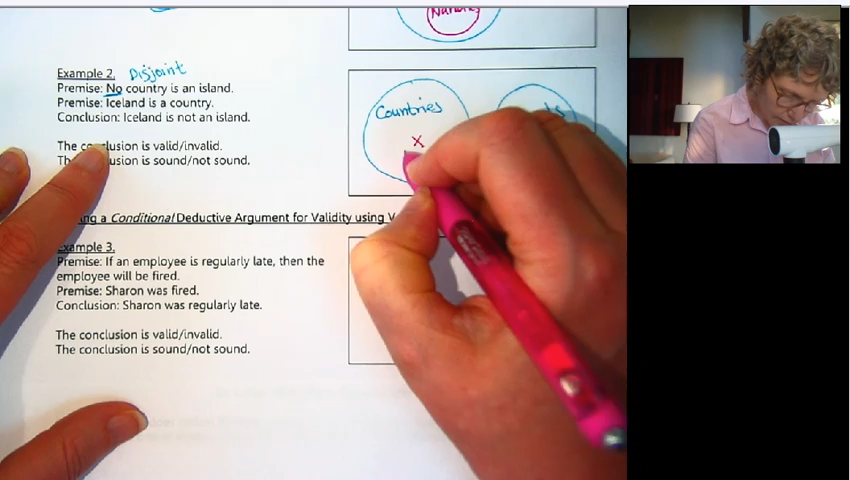 Example 2. Disjoint
Premise: No country is an island.
Premise: Iceland is a country.
Conclusion: Iceland is not an island.
Countries
X
The conclusion is valid/invalid.
conclusion is sound/not sound.
a Conditional Deductive Argument for Validity using
Example 3.
Premise: If an employee is regularly late, then the
employee will be fired.
Premise: Sharon was fired.
Conclusion: Sharon was regularly late.
The conclusion is valid/invalid.
The conclusion is sound/not sound.